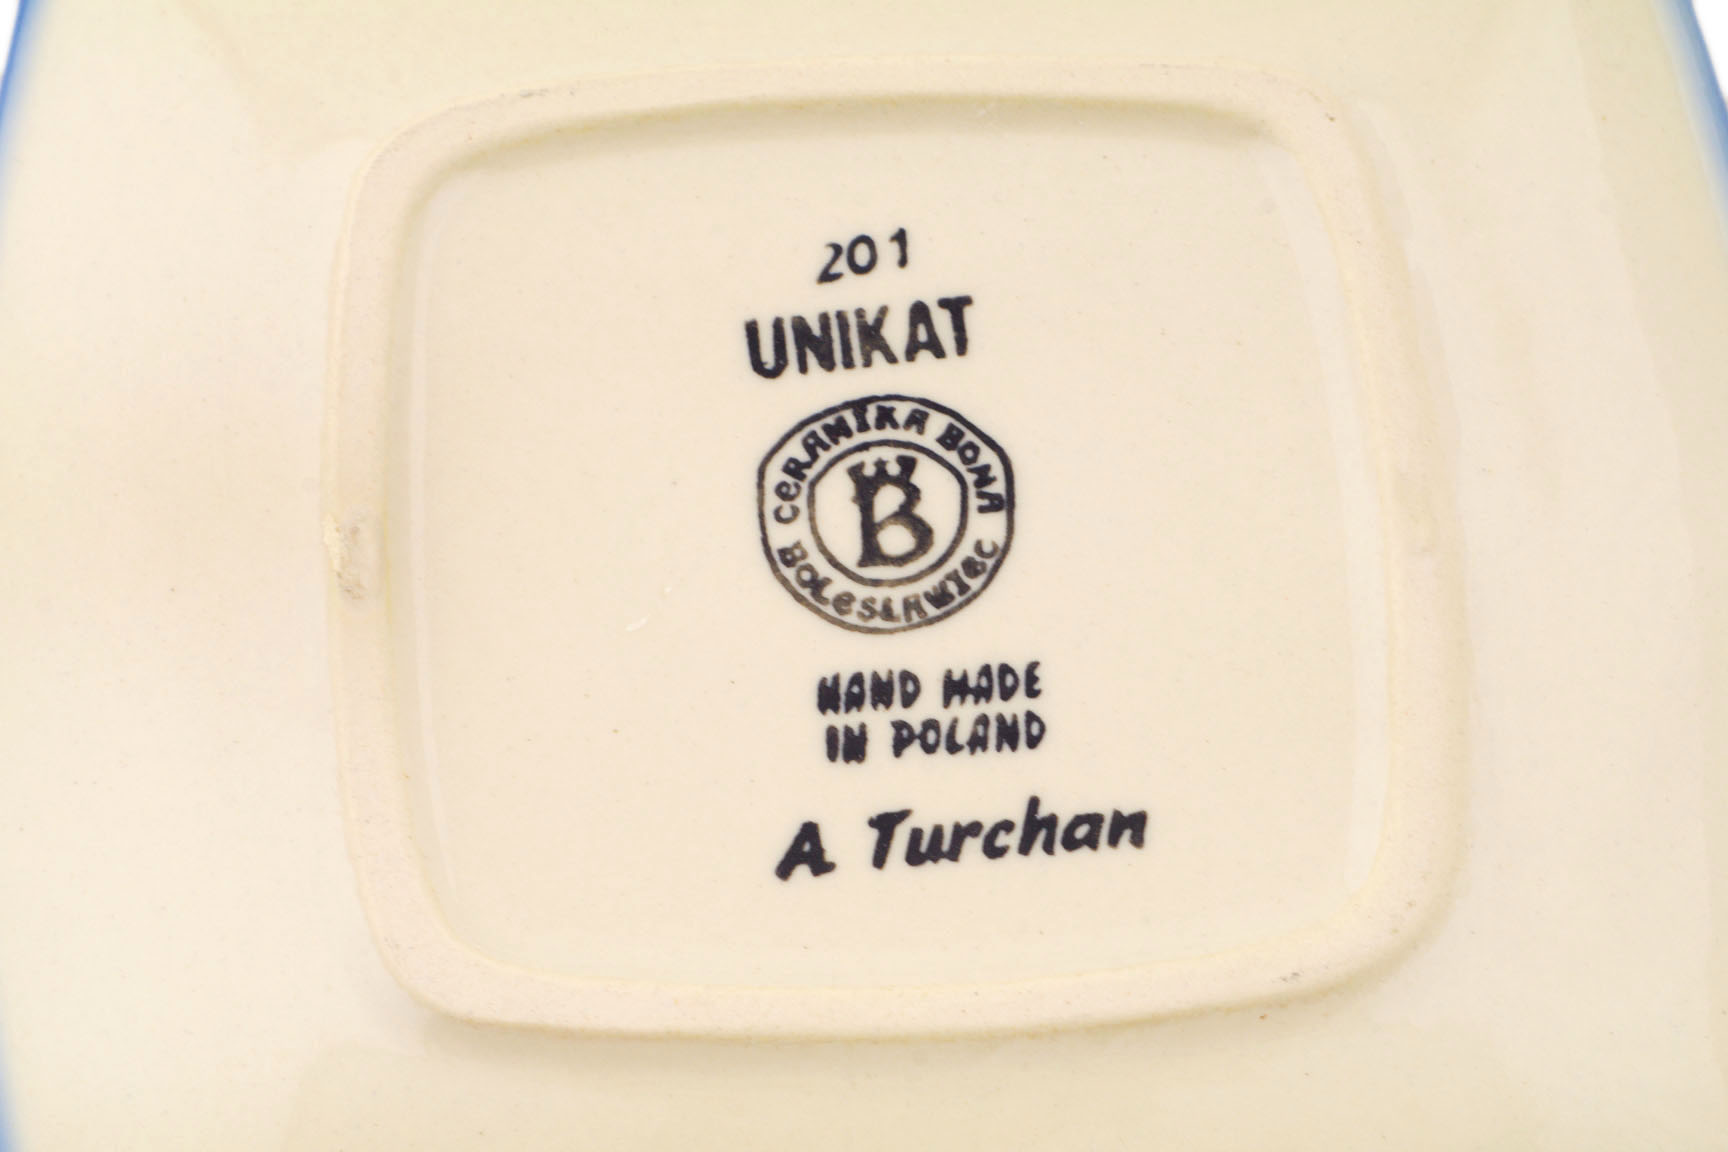 201
UNIKAT
CERAMIKA BONA
B
BOLESŁAWIEC
HAND MADE
IN POLAND
A Turchan